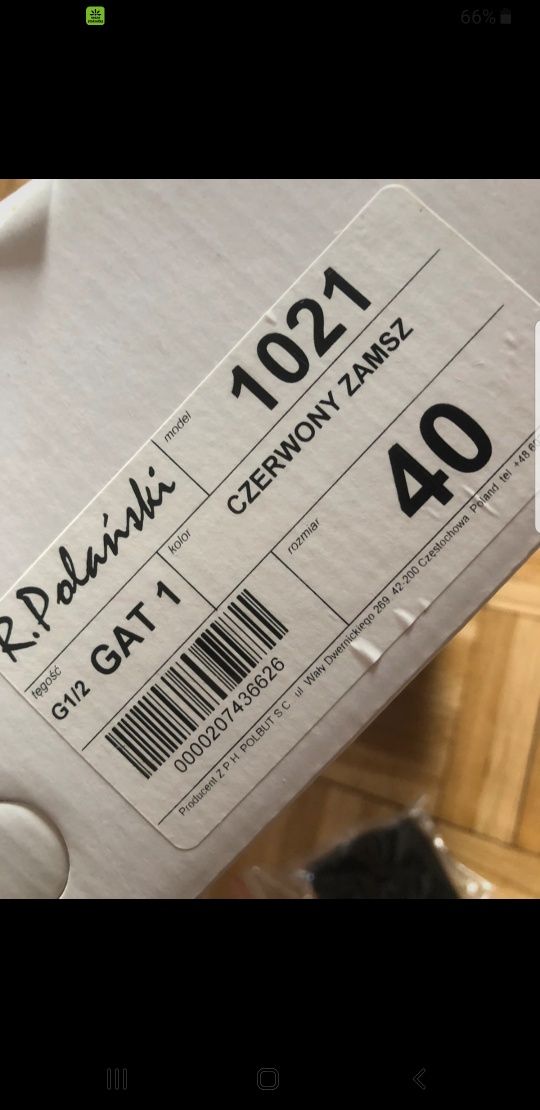 66%
R.Polański
model
1021
kolor
CZERWONY ZAMSZ
tęgość
G1/2 GAT 1
rozmiar
40
0000207436626
Producent Z.P.H. POLBUT S.C. ul. Wały Dwernickiego 269 42-200 Częstochowa Poland tel +48